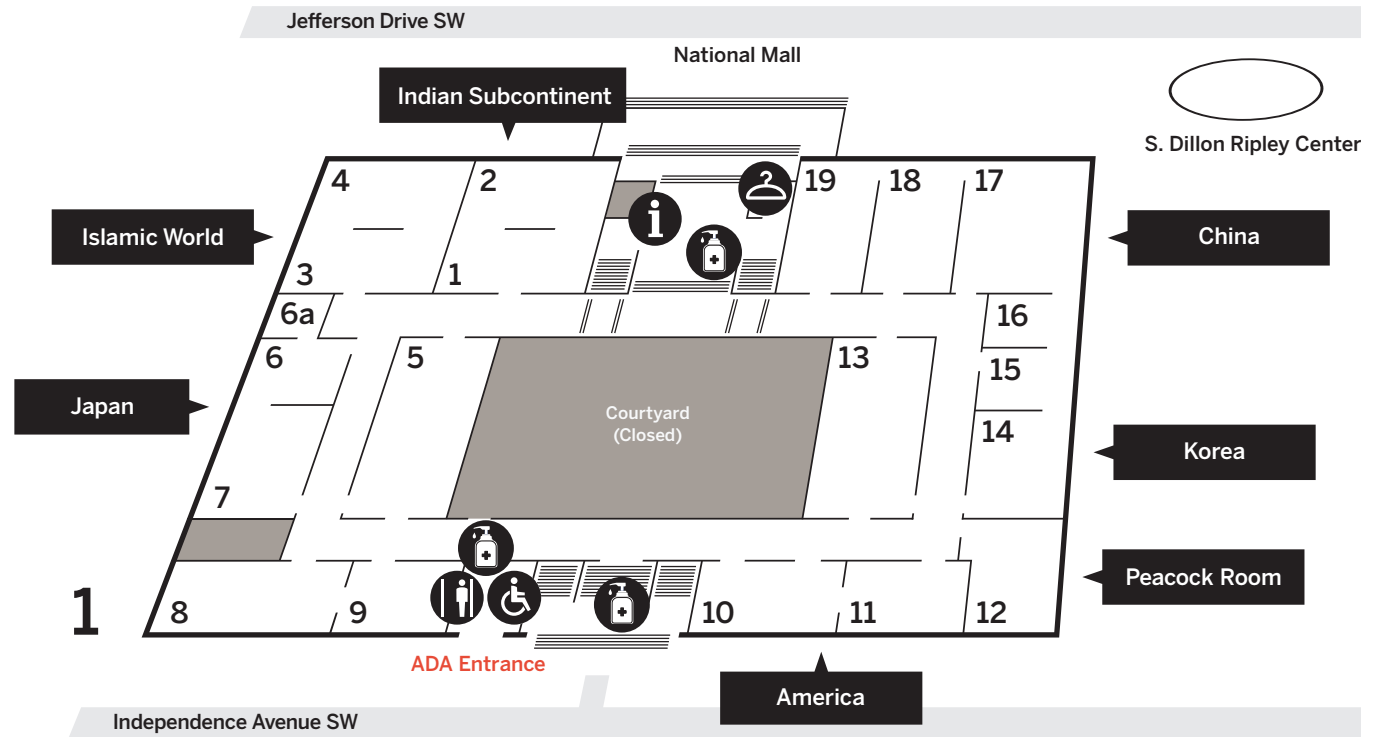 Jefferson Drive SW
National Mall
Indian Subcontinent
S. Dillon Ripley Center
4
2
19
18
17
Islamic World
i
China
3
1
6a
16
6
5
13
15
Japan
Courtyard
(Closed)
14
Korea
7
Peacock Room
1
8
9
10
11
12
ADA Entrance
America
Independence Avenue SW